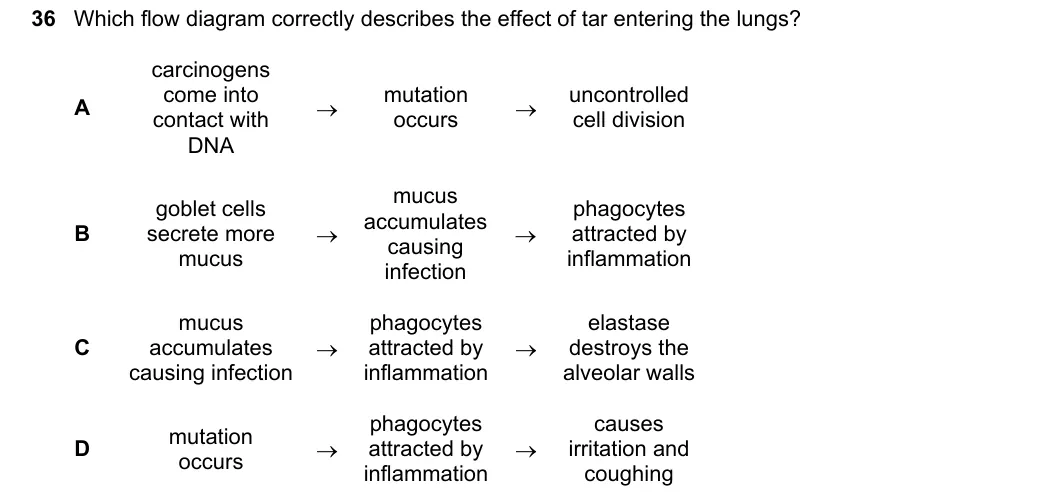 36 Which flow diagram correctly describes the effect of tar entering the lungs?
A
carcinogens
come into
contact with
DNA
→
mutation
occurs
→
uncontrolled
cell division
B
goblet cells
secrete more
mucus
→
mucus
accumulates
causing
infection
→
phagocytes
attracted by
inflammation
C
mucus
accumulates
causing infection
→
phagocytes
attracted by
inflammation
→
elastase
destroys the
alveolar walls
D
mutation
occurs
→
phagocytes
attracted by
inflammation
→
causes
irritation and
coughing